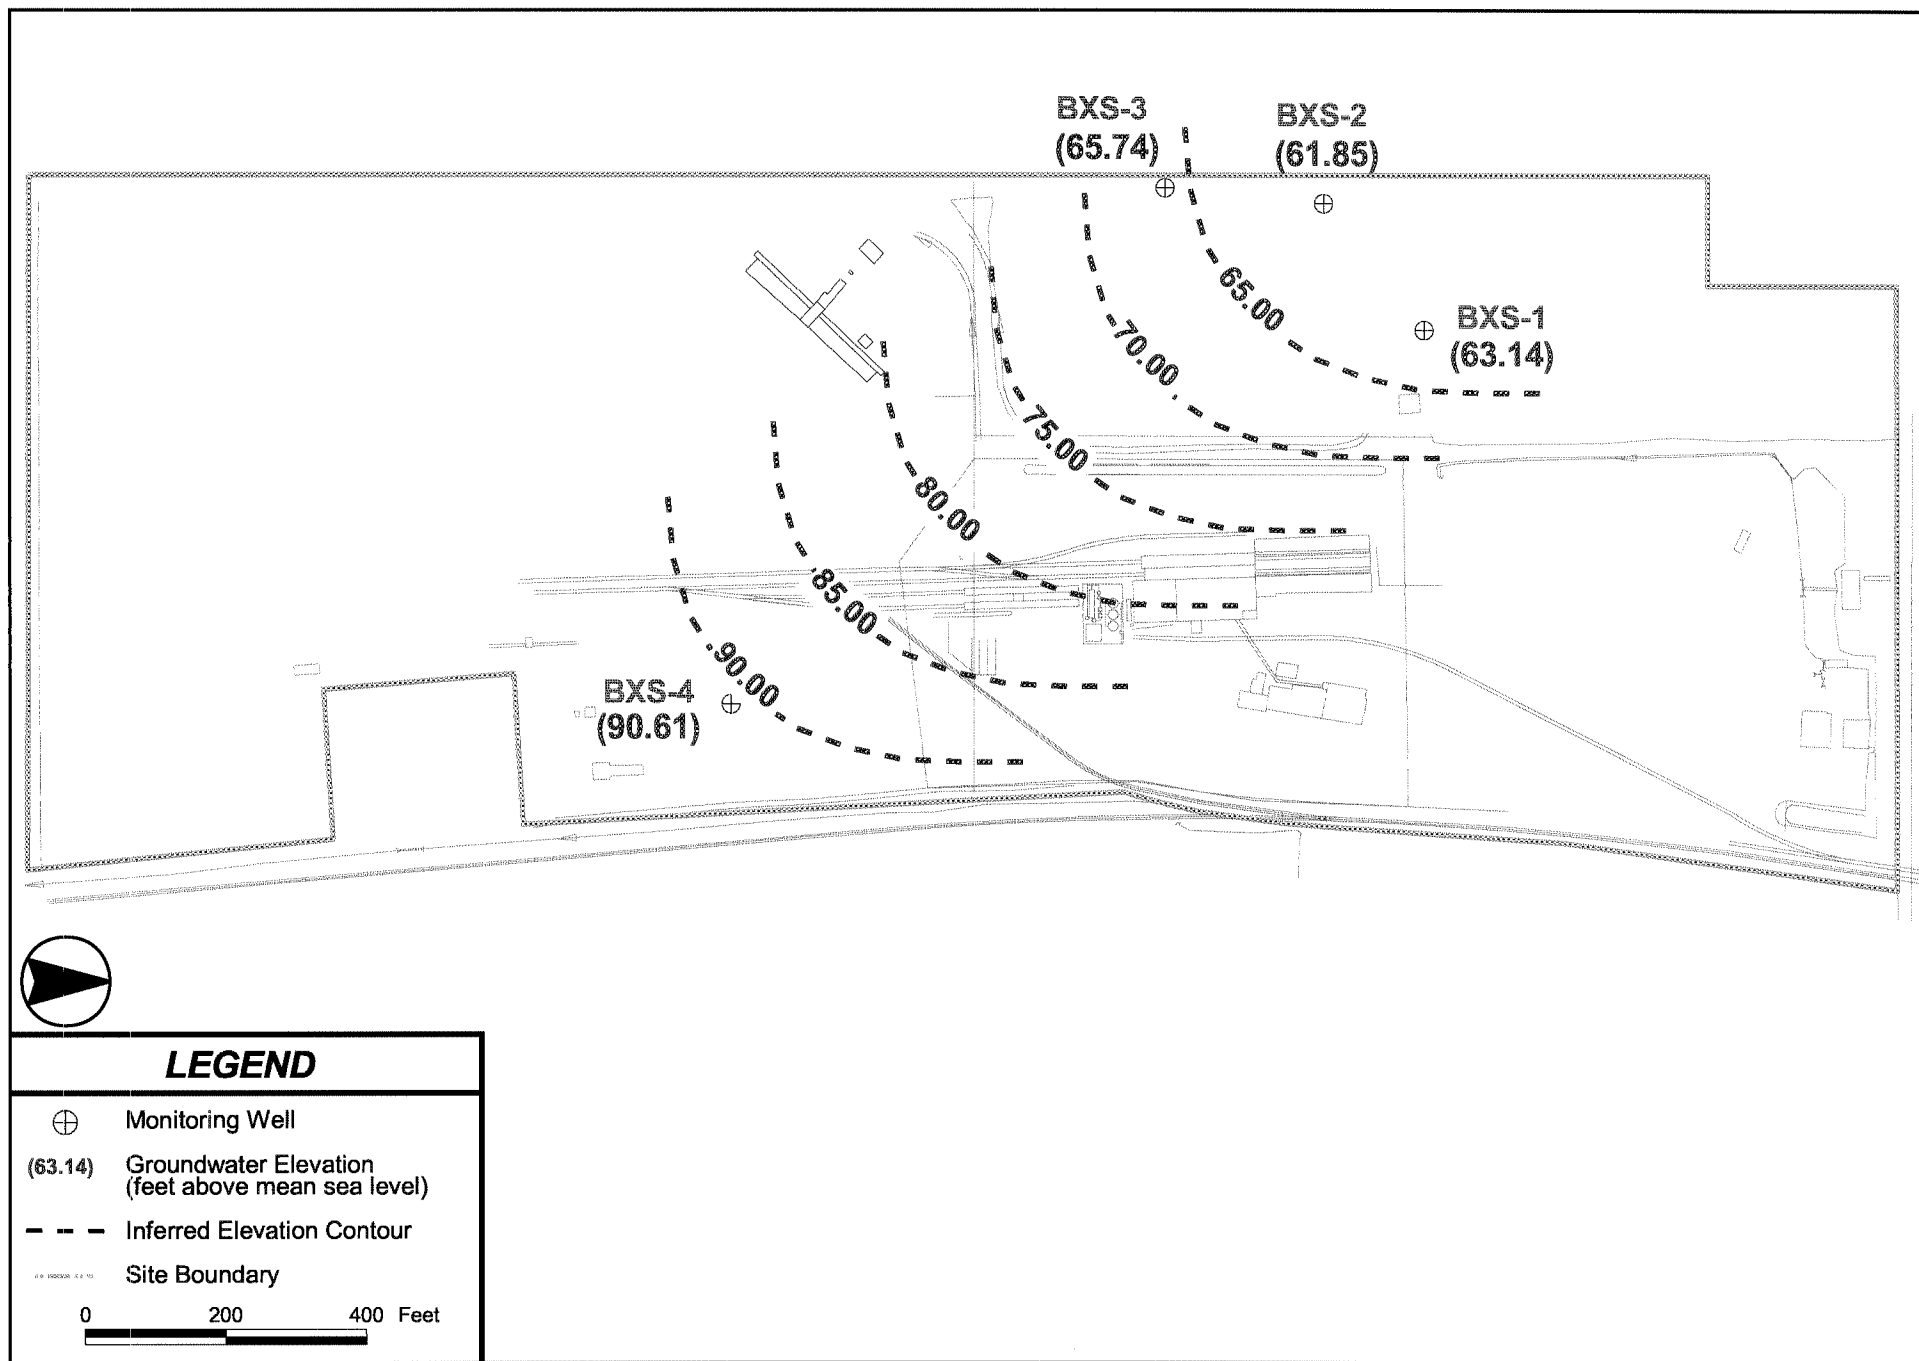 BXS-3
(65.74)
BXS-2
(61.85)
65.00
BXS-1
(63.14)
70.00
75.00
80.00
85.00
90.00
BXS-4
(90.61)
LEGEND
Monitoring Well
(63.14) Groundwater Elevation
(feet above mean sea level)
Inferred Elevation Contour
Site Boundary
0 200 400 Feet